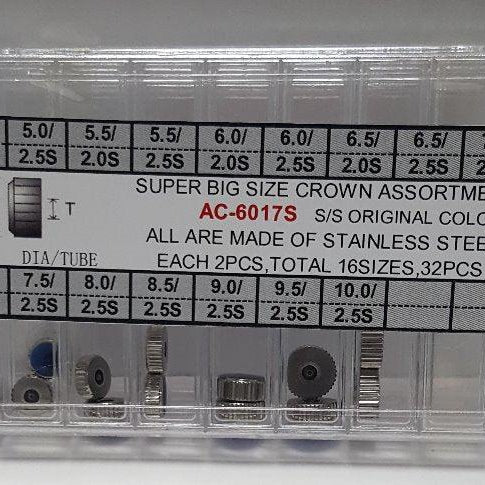 5.0/ 5.5/ 5.5/ 6.0/ 6.0/ 6.5/ 6.5/
2.5S 2.0S 2.5S 2.0S 2.5S 2.0S 2.5S
SUPER BIG SIZE CROWN ASSORTME
T AC-6017S S/S ORIGINAL COLO
ALL ARE MADE OF STAINLESS STEE
DIA/TUBE EACH 2PCS,TOTAL 16SIZES,32PCS
7.5/ 8.0/ 8.5/ 9.0/ 9.5/ 10.0/
2.5S 2.5S 2.5S 2.5S 2.5S 2.5S